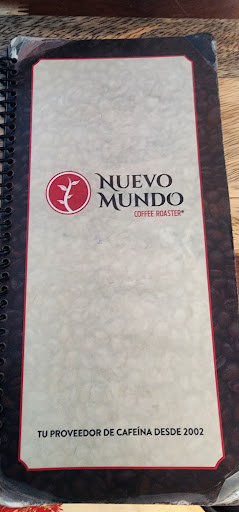 NUEVO
MUNDO
COFFEE ROASTER®
TU PROVEEDOR DE CAFEÍNA DESDE 2002